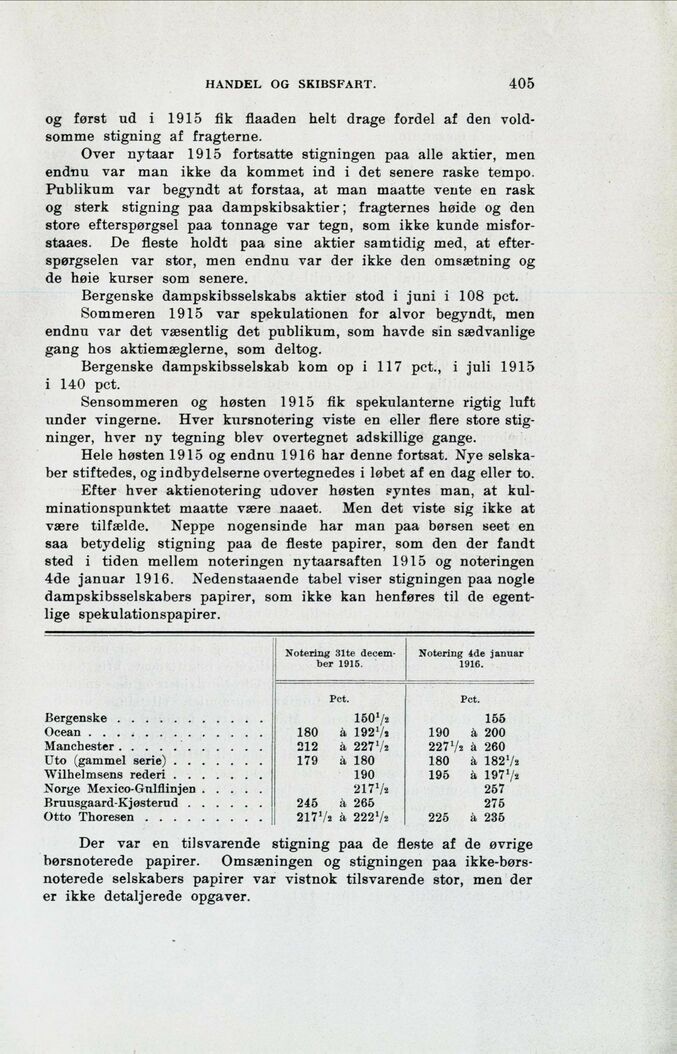 HANDEL OG SKIBSFART. 405
og først ud i 1915 fik flaaden helt drage fordel af den vold-
somme stigning af fragterne.
Over nytaar 1915 fortsatte stigningen paa alle aktier, men
endnu var man ikke da kommet ind i det senere raske tempo.
Publikum var begyndt at forstaa, at man maatte vente en rask
og sterk stigning paa dampskibsaktier; fragternes høide og den
store efterspørgsel paa tonnage var tegn, som ikke kunde misfor-
staaes. De fleste holdt paa sine aktier samtidig med, at efter-
spørgselen var stor, men endnu var der ikke den omsætning og
de høie kurser som senere.
Bergenske dampskibsselskabs aktier stod i juni i 108 pct.
Sommeren 1915 var spekulationen for alvor begyndt, men
endnu var det væsentlig det publikum, som havde sin sædvanlige
gang hos aktiemæglerne, som deltog.
Bergenske dampskibsselskab kom op i 117 pct., i juli 1915
i 140 pct.
Sensommeren og høsten 1915 fik spekulanterne rigtig luft
under vingerne. Hver kursnotering viste en eller flere store stig-
ninger, hver ny tegning blev overtegnet adskillige gange.
Hele høsten 1915 og endnu 1916 har denne fortsat. Nye selska-
ber stiftedes, og indbydelserne overtegnedes i løbet af en dag eller to.
Efter hver aktienotering udover høsten syntes man, at kul-
minationspunktet maatte være naaet. Men det viste sig ikke at
være tilfælde. Neppe nogensinde har man paa børsen seet en
saa betydelig stigning paa de fleste papirer, som den der fandt
sted i tiden mellem noteringen nytaarsaften 1915 og noteringen
4de januar 1916. Nedenstaaende tabel viser stigningen paa nogle
dampskibsselskabers papirer, som ikke kan henføres til de egent-
lige spekulationspapirer.
Notering 31te decem- Notering 4de januar
ber 1915. 1916.
Pct. Pct.
Bergenske . . . . . . . . . . . 150¹/₂ 155
Ocean . . . . . . . . . . . . . 180 à 192¹/₂ 190 à 200
Manchester . . . . . . . . . . . 212 à 227¹/₂ 227¹/₂ à 260
Uto (gammel serie) . . . . . . . 179 à 180 180 à 182¹/₂
Wilhelmsens rederi . . . . . . . 190 195 à 197¹/₂
Norge Mexico-Gulflinjen . . . . . 217¹/₂ 257
Bruusgaard-Kjøsterud . . . . . . 245 à 265 275
Otto Thoresen . . . . . . . . . 217¹/₂ à 222¹/₂ 225 à 235
Der var en tilsvarende stigning paa de fleste af de øvrige
børsnoterede papirer. Omsæningen og stigningen paa ikke-børs-
noterede selskabers papirer var vistnok tilsvarende stor, men der
er ikke detaljerede opgaver.